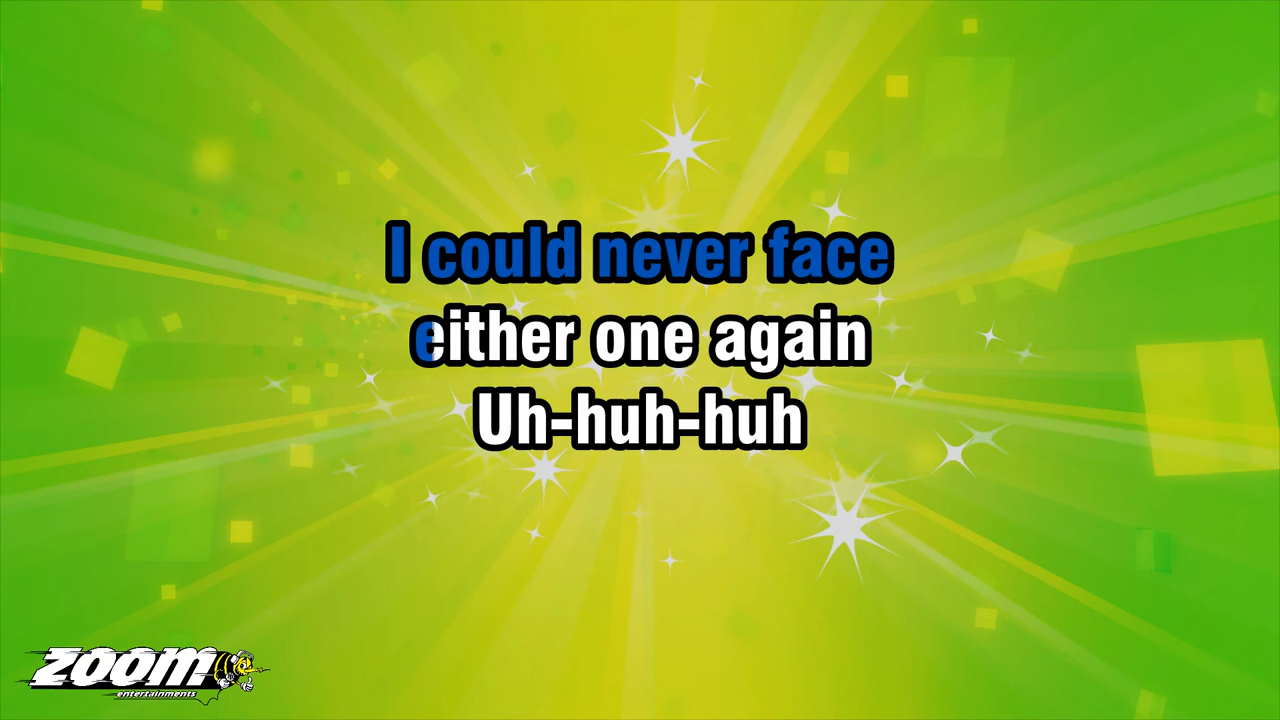 I could never face
either one again
Uh-huh-huh
zoom
entertainments